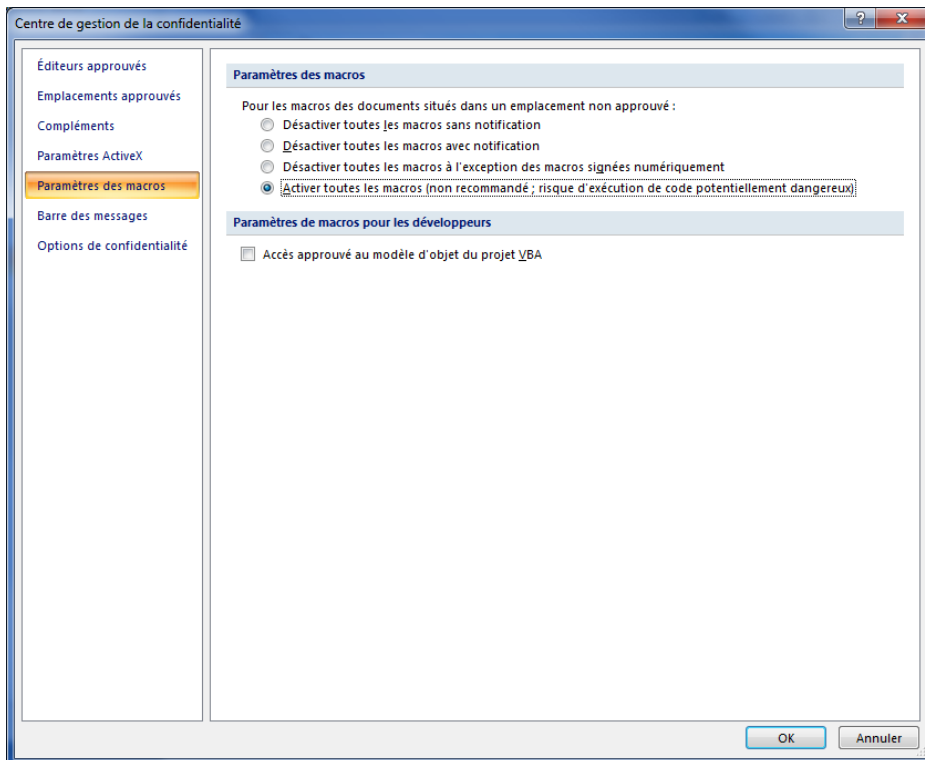 Centre de gestion de la confidentialité
Éditeurs approuvés
Emplacements approuvés
Compléments
Paramètres ActiveX
Paramètres des macros
Barre des messages
Options de confidentialité
Paramètres des macros
Pour les macros des documents situés dans un emplacement non approuvé :
Désactiver toutes les macros sans notification
Désactiver toutes les macros avec notification
Désactiver toutes les macros à l'exception des macros signées numériquement
Activer toutes les macros (non recommandé ; risque d'exécution de code potentiellement dangereux)
Paramètres de macros pour les développeurs
Accès approuvé au modèle d'objet du projet VBA
OK
Annuler